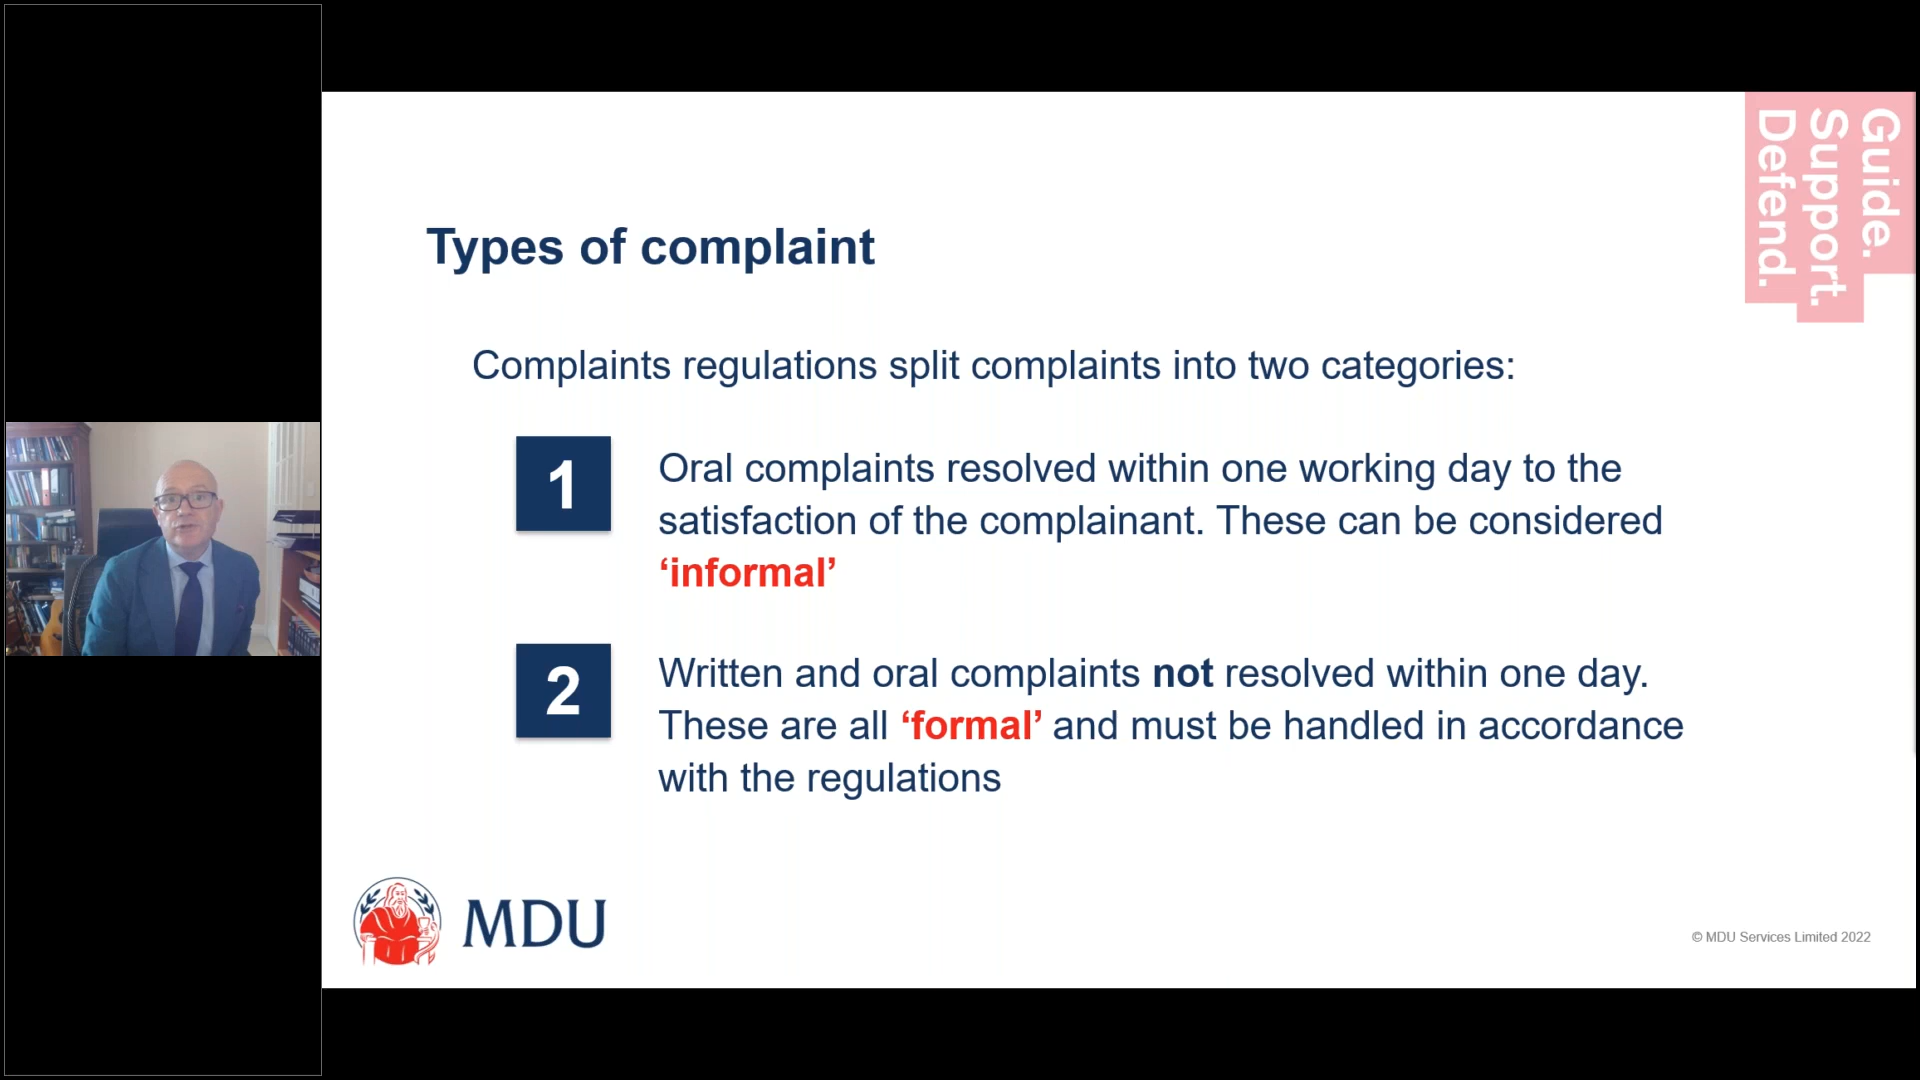 Guide.
Support.
Defend.
Types of complaint
Complaints regulations split complaints into two categories:
1
Oral complaints resolved within one working day to the
satisfaction of the complainant. These can be considered
‘informal’
2
Written and oral complaints not resolved within one day.
These are all ‘formal’ and must be handled in accordance
with the regulations
MDU
© MDU Services Limited 2022